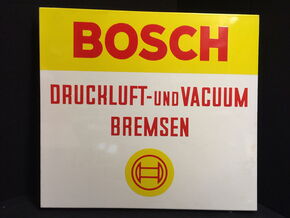 BOSCH
DRUCKLUFT-UND VACUUM
BREMSEN